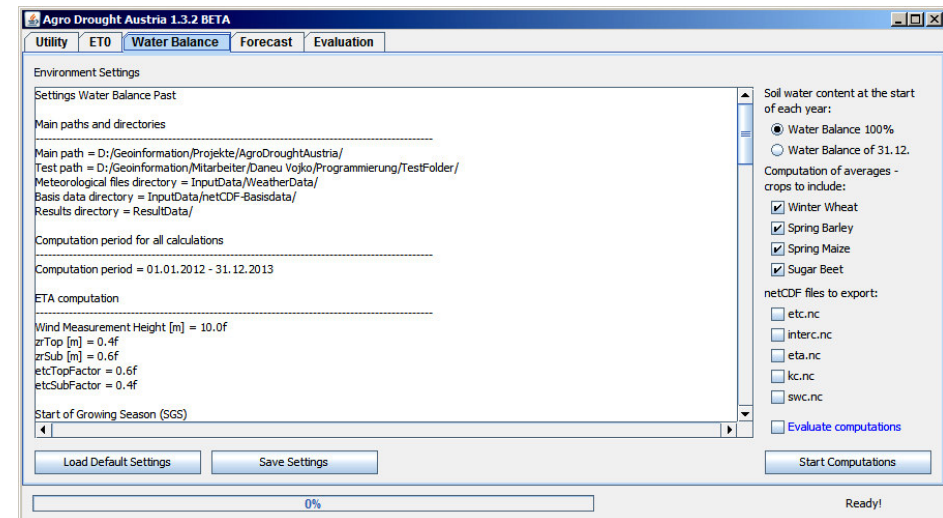 Agro Drought Austria 1.3.2 BETA
Utility ET0 Water Balance Forecast Evaluation
Environment Settings
Settings Water Balance Past
Main paths and directories
Main path = D:/Geoinformation/Projekte/AgroDroughtAustria/
Test path = D:/Geoinformation/Mitarbeiter/Daneu Vojko/Programmierung/TestFolder/
Meteorological files directory = InputData/WeatherData/
Basis data directory = InputData/netCDF-Basisdata/
Results directory = ResultData/
Computation period for all calculations
Computation period = 01.01.2012 - 31.12.2013
ETA computation
Wind Measurement Height [m] = 10.0f
zrTop [m] = 0.4f
zrSub [m] = 0.6f
etcTopFactor = 0.6f
etcSubFactor = 0.4f
Start of Growing Season (SGS)
Soil water content at the start
of each year:
Water Balance 100%
Water Balance of 31.12.
Computation of averages -
crops to include:
Winter Wheat
Spring Barley
Spring Maize
Sugar Beet
netCDF files to export:
etc.nc
interc.nc
eta.nc
kc.nc
swc.nc
Evaluate computations
Load Default Settings Save Settings Start Computations
0% Ready!